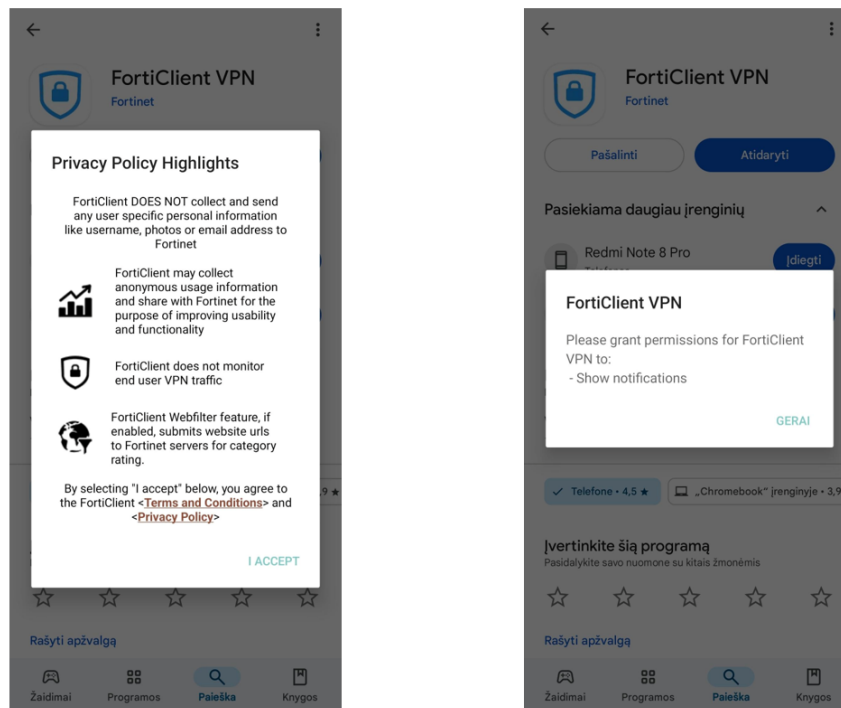 FortiClient VPN
Fortinet
Privacy Policy Highlights
FortiClient DOES NOT collect and send
any user specific personal information
like username, photos or email address to
Fortinet
FortiClient may collect
anonymous usage information
and share with Fortinet for the
purpose of improving usability
and functionality
FortiClient does not monitor
end user VPN traffic
FortiClient Webfilter feature, if
enabled, submits website urls
to Fortinet servers for category
rating.
By selecting "I accept" below, you agree to
the FortiClient <Terms and Conditions> and
<Privacy Policy>
I ACCEPT
,9 ★
Rašyti apžvalgą
Žaidimai Programos Paieška Knygos
FortiClient VPN
Fortinet
Pašalinti Atidaryti
Pasiekiama daugiau įrenginių
Redmi Note 8 Pro
Įdiegti
FortiClient VPN
Please grant permissions for FortiClient
VPN to:
- Show notifications
GERAI
Telefone • 4,5 ★ „Chromebook“ įrenginyje • 3,9
Įvertinkite šią programą
Pasidalykite savo nuomone su kitais žmonėmis
Rašyti apžvalgą
Žaidimai Programos Paieška Knygos